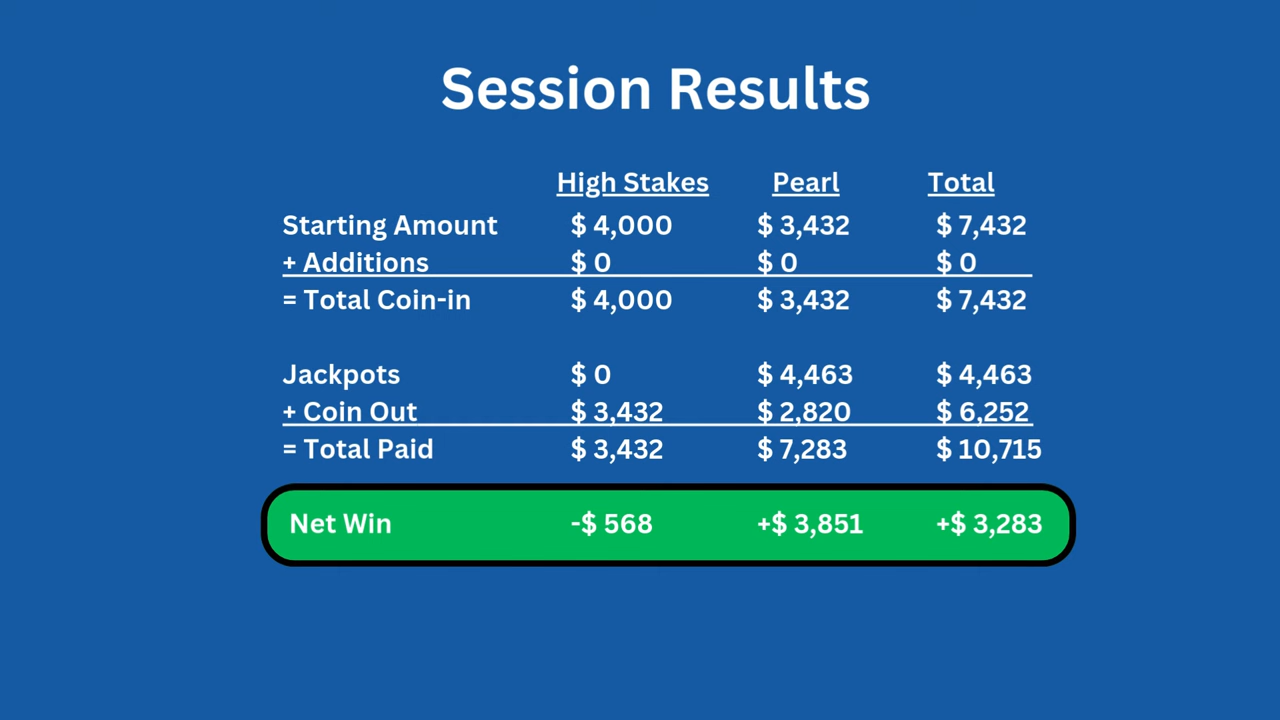 Session Results
High Stakes Pearl Total
Starting Amount $ 4,000 $ 3,432 $ 7,432
+ Additions $ 0 $ 0 $ 0
= Total Coin-in $ 4,000 $ 3,432 $ 7,432
Jackpots $ 0 $ 4,463 $ 4,463
+ Coin Out $ 3,432 $ 2,820 $ 6,252
= Total Paid $ 3,432 $ 7,283 $ 10,715
Net Win -$ 568 +$ 3,851 +$ 3,283